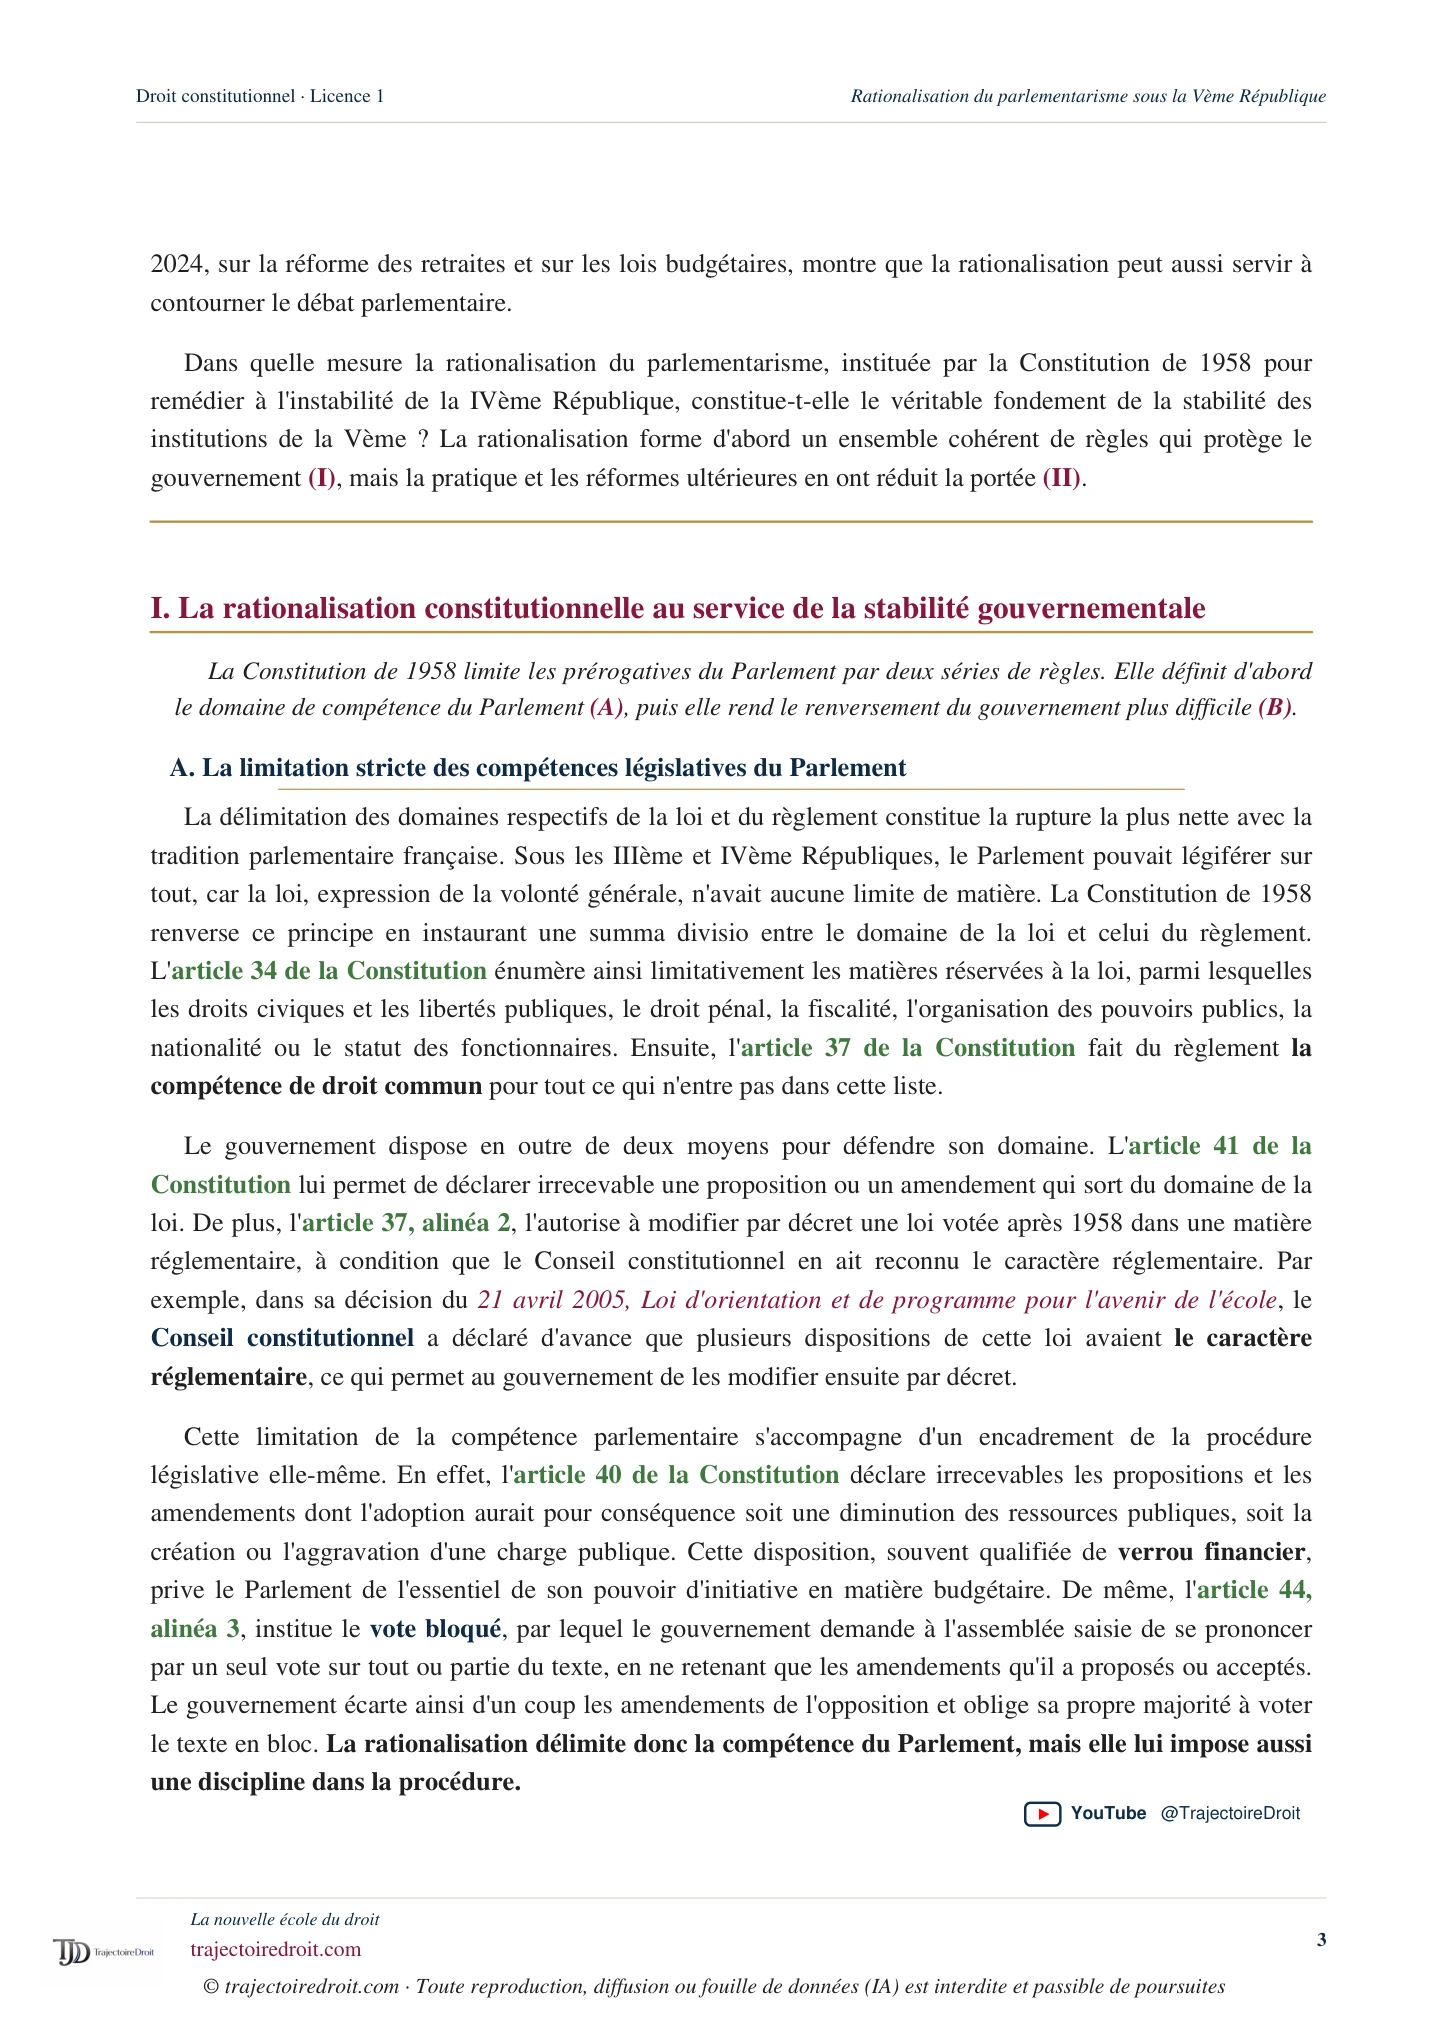 Droit constitutionnel · Licence 1
Rationalisation du parlementarisme sous la Vème République
2024, sur la réforme des retraites et sur les lois budgétaires, montre que la rationalisation peut aussi servir à
contourner le débat parlementaire.
Dans quelle mesure la rationalisation du parlementarisme, instituée par la Constitution de 1958 pour
remédier à l'instabilité de la IVème République, constitue-t-elle le véritable fondement de la stabilité des
institutions de la Vème ? La rationalisation forme d'abord un ensemble cohérent de règles qui protège le
gouvernement (I), mais la pratique et les réformes ultérieures en ont réduit la portée (II).
I. La rationalisation constitutionnelle au service de la stabilité gouvernementale
La Constitution de 1958 limite les prérogatives du Parlement par deux séries de règles. Elle définit d'abord
le domaine de compétence du Parlement (A), puis elle rend le renversement du gouvernement plus difficile (B).
A. La limitation stricte des compétences législatives du Parlement
La délimitation des domaines respectifs de la loi et du règlement constitue la rupture la plus nette avec la
tradition parlementaire française. Sous les IIIème et IVème Républiques, le Parlement pouvait légiférer sur
tout, car la loi, expression de la volonté générale, n'avait aucune limite de matière. La Constitution de 1958
renverse ce principe en instaurant une summa divisio entre le domaine de la loi et celui du règlement.
L'article 34 de la Constitution énumère ainsi limitativement les matières réservées à la loi, parmi lesquelles
les droits civiques et les libertés publiques, le droit pénal, la fiscalité, l'organisation des pouvoirs publics, la
nationalité ou le statut des fonctionnaires. Ensuite, l'article 37 de la Constitution fait du règlement la
compétence de droit commun pour tout ce qui n'entre pas dans cette liste.
Le gouvernement dispose en outre de deux moyens pour défendre son domaine. L'article 41 de la
Constitution lui permet de déclarer irrecevable une proposition ou un amendement qui sort du domaine de la
loi. De plus, l'article 37, alinéa 2, l'autorise à modifier par décret une loi votée après 1958 dans une matière
réglementaire, à condition que le Conseil constitutionnel en ait reconnu le caractère réglementaire. Par
exemple, dans sa décision du 21 avril 2005, Loi d'orientation et de programme pour l'avenir de l'école, le
Conseil constitutionnel a déclaré d'avance que plusieurs dispositions de cette loi avaient le caractère
réglementaire, ce qui permet au gouvernement de les modifier ensuite par décret.
Cette limitation de la compétence parlementaire s'accompagne d'un encadrement de la procédure
législative elle-même. En effet, l'article 40 de la Constitution déclare irrecevables les propositions et les
amendements dont l'adoption aurait pour conséquence soit une diminution des ressources publiques, soit la
création ou l'aggravation d'une charge publique. Cette disposition, souvent qualifiée de verrou financier,
prive le Parlement de l'essentiel de son pouvoir d'initiative en matière budgétaire. De même, l'article 44,
alinéa 3, institue le vote bloqué, par lequel le gouvernement demande à l'assemblée saisie de se prononcer
par un seul vote sur tout ou partie du texte, en ne retenant que les amendements qu'il a proposés ou acceptés.
Le gouvernement écarte ainsi d'un coup les amendements de l'opposition et oblige sa propre majorité à voter
le texte en bloc. La rationalisation délimite donc la compétence du Parlement, mais elle lui impose aussi
une discipline dans la procédure.
YouTube @TrajectoireDroit
La nouvelle école du droit
TJD TrajectoireDroit
trajectoiredroit.com
3
© trajectoiredroit.com · Toute reproduction, diffusion ou fouille de données (IA) est interdite et passible de poursuites